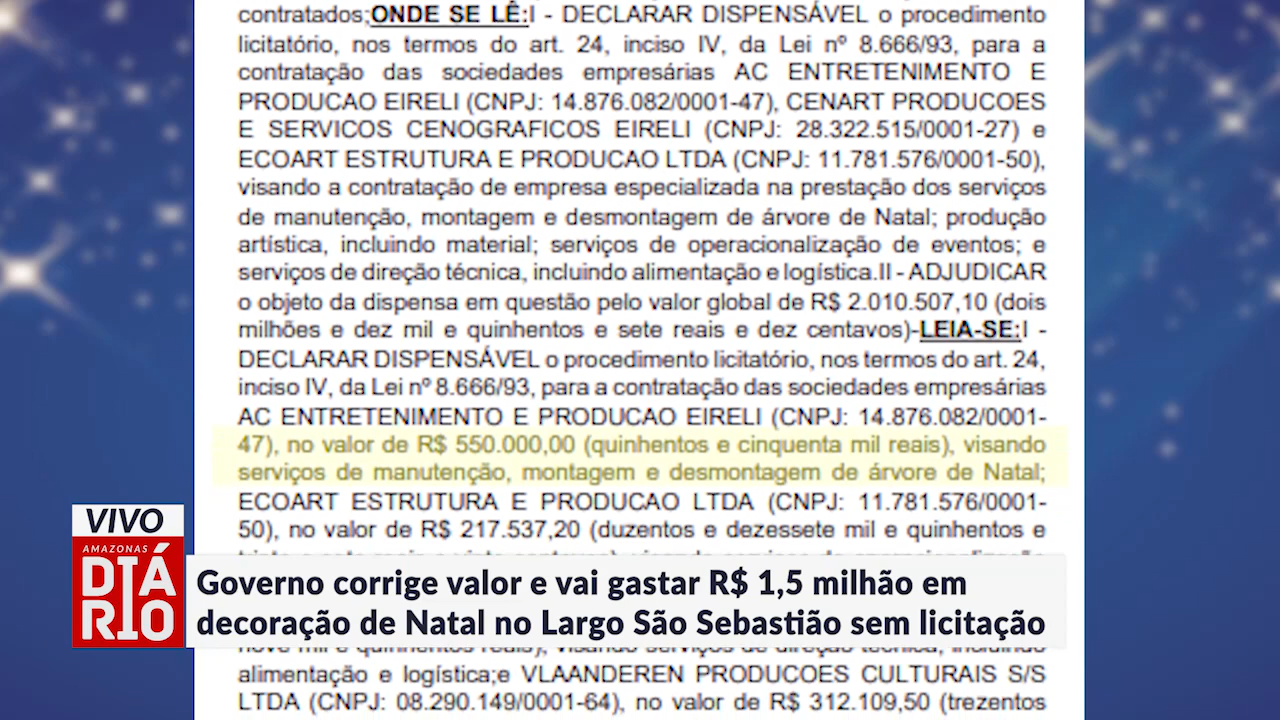 contratados;ONDE SE LÊ:I - DECLARAR DISPENSÁVEL o procedimento
licitatório, nos termos do art. 24, inciso IV, da Lei nº 8.666/93, para a
contratação das sociedades empresárias AC ENTRETENIMENTO E
PRODUCAO EIRELI (CNPJ: 14.876.082/0001-47), CENART PRODUCOES
E SERVICOS CENOGRAFICOS EIRELI (CNPJ: 28.322.515/0001-27) e
ECOART ESTRUTURA E PRODUCAO LTDA (CNPJ: 11.781.576/0001-50),
visando a contratação de empresa especializada na prestação dos serviços
de manutenção, montagem e desmontagem de árvore de Natal; produção
artística, incluindo material; serviços de operacionalização de eventos; e
serviços de direção técnica, incluindo alimentação e logística.II - ADJUDICAR
o objeto da dispensa em questão pelo valor global de R$ 2.010.507,10 (dois
milhões e dez mil e quinhentos e sete reais e dez centavos)-LEIA-SE:I -
DECLARAR DISPENSÁVEL o procedimento licitatório, nos termos do art. 24,
inciso IV, da Lei nº 8.666/93, para a contratação das sociedades empresárias
AC ENTRETENIMENTO E PRODUCAO EIRELI (CNPJ: 14.876.082/0001-
47), no valor de R$ 550.000,00 (quinhentos e cinquenta mil reais), visando
serviços de manutenção, montagem e desmontagem de árvore de Natal;
ECOART ESTRUTURA E PRODUCAO LTDA (CNPJ: 11.781.576/0001-
50), no valor de R$ 217.537,20 (duzentos e dezessete mil e quinhentos e
VIVO
AMAZONAS
DIÁ
RIO
Governo corrige valor e vai gastar R$ 1,5 milhão em
decoração de Natal no Largo São Sebastião sem licitação
alimentação e logística;e VLAANDEREN PRODUCOES CULTURAIS S/S
LTDA (CNPJ: 08.290.149/0001-64), no valor de R$ 312.109,50 (trezentos